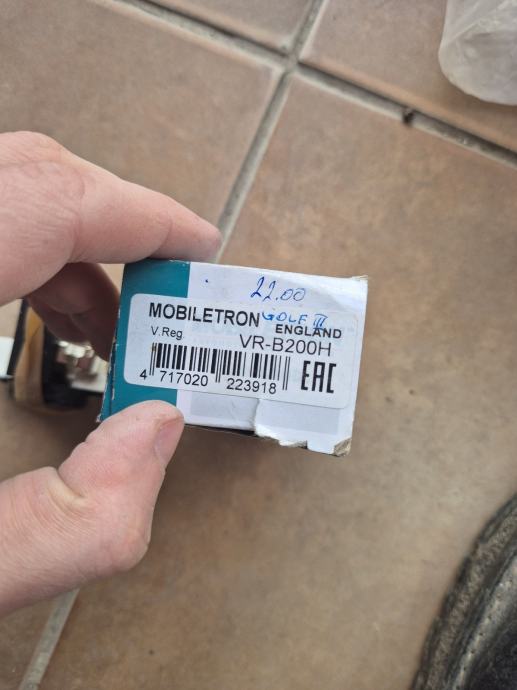 22.00
MOBILETRON GOLF III
ENGLAND
V.Reg. VR-B200H
4 717020 223918 EAC